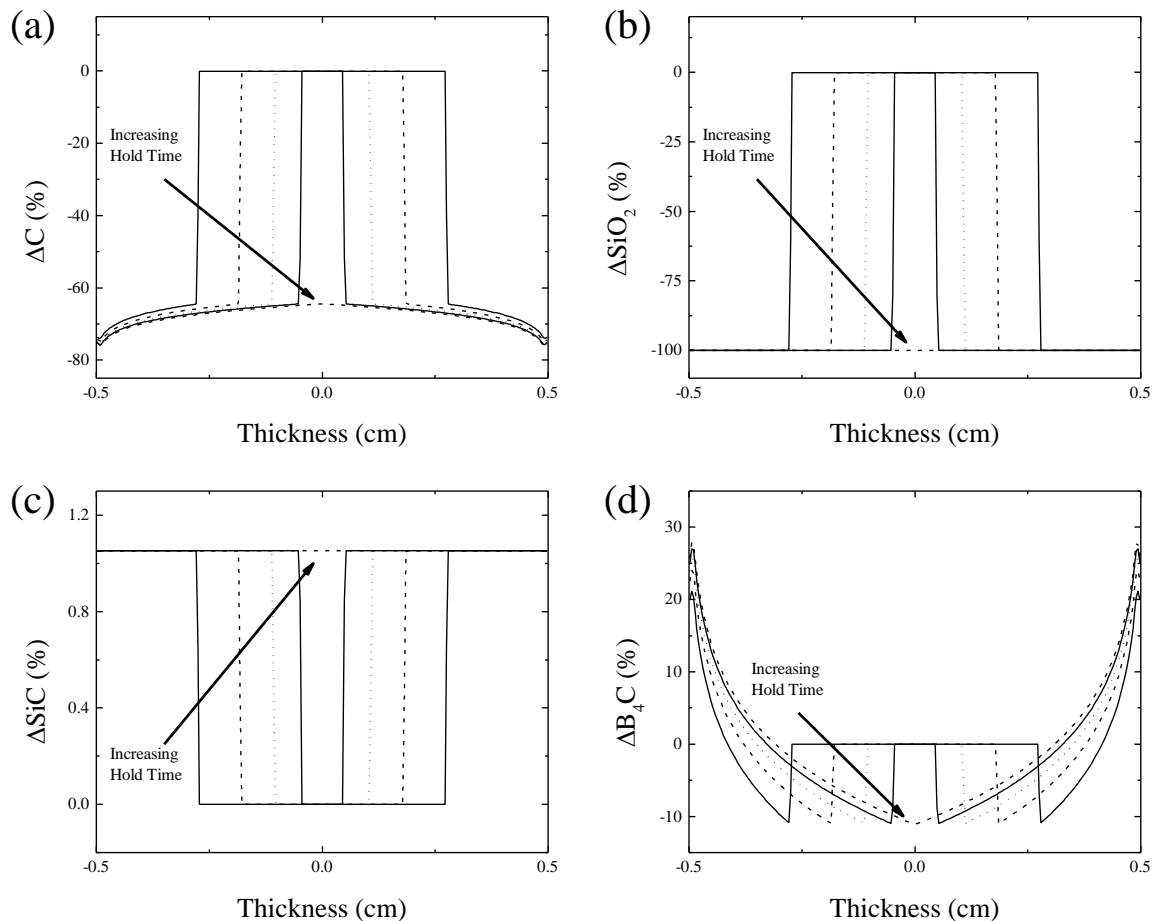 (a)
0
-20
-40
-60
-80
ΔC (%)
Increasing
Hold Time
-0.5
0.0
0.5
Thickness (cm)
(b)
0
-25
-50
-75
-100
ΔSiO₂ (%)
Increasing
Hold Time
-0.5
0.0
0.5
Thickness (cm)
(c)
1.2
0.8
0.4
0.0
ΔSiC (%)
Increasing
Hold Time
-0.5
0.0
0.5
Thickness (cm)
(d)
30
20
10
0
-10
ΔB₄C (%)
Increasing
Hold Time
-0.5
0.0
0.5
Thickness (cm)